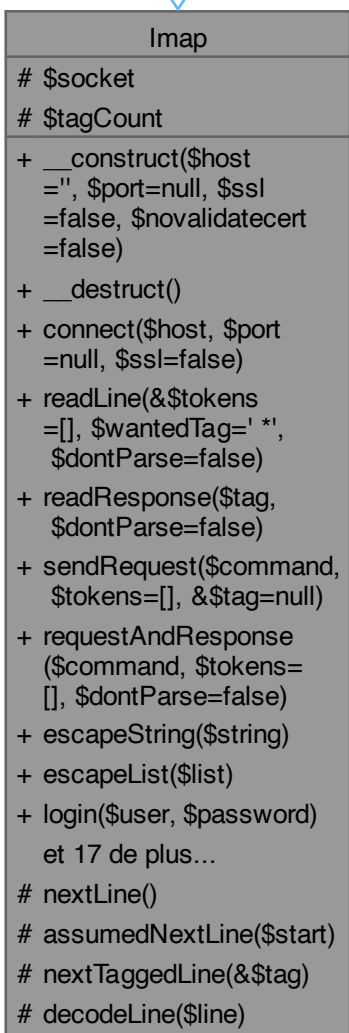 Imap
# $socket
# $tagCount
+ __construct($host
='', $port=null, $ssl
=false, $novalidatecert
=false)
+ __destruct()
+ connect($host, $port
=null, $ssl=false)
+ readLine(&$tokens
=[], $wantedTag=' *',
$dontParse=false)
+ readResponse($tag,
$dontParse=false)
+ sendRequest($command,
$tokens=[], &$tag=null)
+ requestAndResponse
($command, $tokens=
[], $dontParse=false)
+ escapeString($string)
+ escapeList($list)
+ login($user, $password)
et 17 de plus...
# nextLine()
# assumedNextLine($start)
# nextTaggedLine(&$tag)
# decodeLine($line)